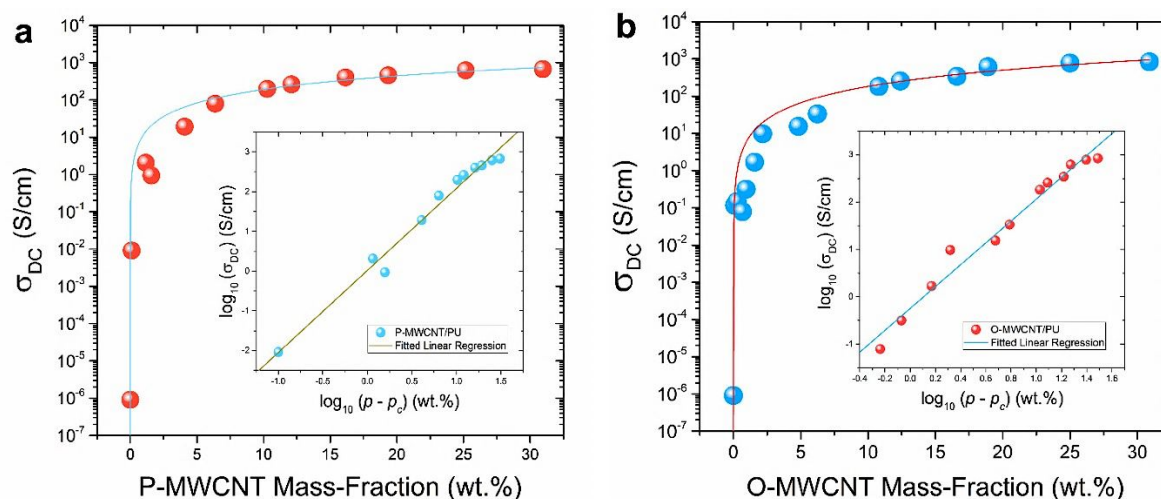 a
10^4
10^3
10^2
10^1
10^0
10^-1
10^-2
10^-3
10^-4
10^-5
10^-6
10^-7
σ_DC (S/cm)
0 5 10 15 20 25 30
P-MWCNT Mass-Fraction (wt.%)
3
2
1
0
-1
-2
log_10 (σ_DC) (S/cm)
P-MWCNT/PU
Fitted Linear Regression
-1.0 -0.5 0.0 0.5 1.0 1.5
log_10 (p - p_c) (wt.%)
b
10^4
10^3
10^2
10^1
10^0
10^-1
10^-2
10^-3
10^-4
10^-5
10^-6
10^-7
σ_DC (S/cm)
0 5 10 15 20 25 30
O-MWCNT Mass-Fraction (wt.%)
3
2
1
0
-1
log_10 (σ_DC) (S/cm)
O-MWCNT/PU
Fitted Linear Regression
-0.4 -0.2 0.0 0.2 0.4 0.6 0.8 1.0 1.2 1.4 1.6
log_10 (p - p_c) (wt.%)